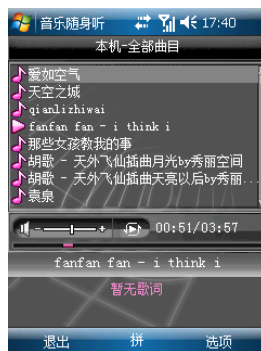 音乐随身听 17:40
本机-全部曲目
爱如空气
天空之城
qianlizhiwai
fanfan fan - i think i
那些女孩教我的事
胡歌 - 天外飞仙插曲月光by秀丽空间
胡歌 - 天外飞仙插曲天亮以后by秀丽...
袁泉
00:51/03:57
fanfan fan - i think i
暂无歌词
退出 拼 选项